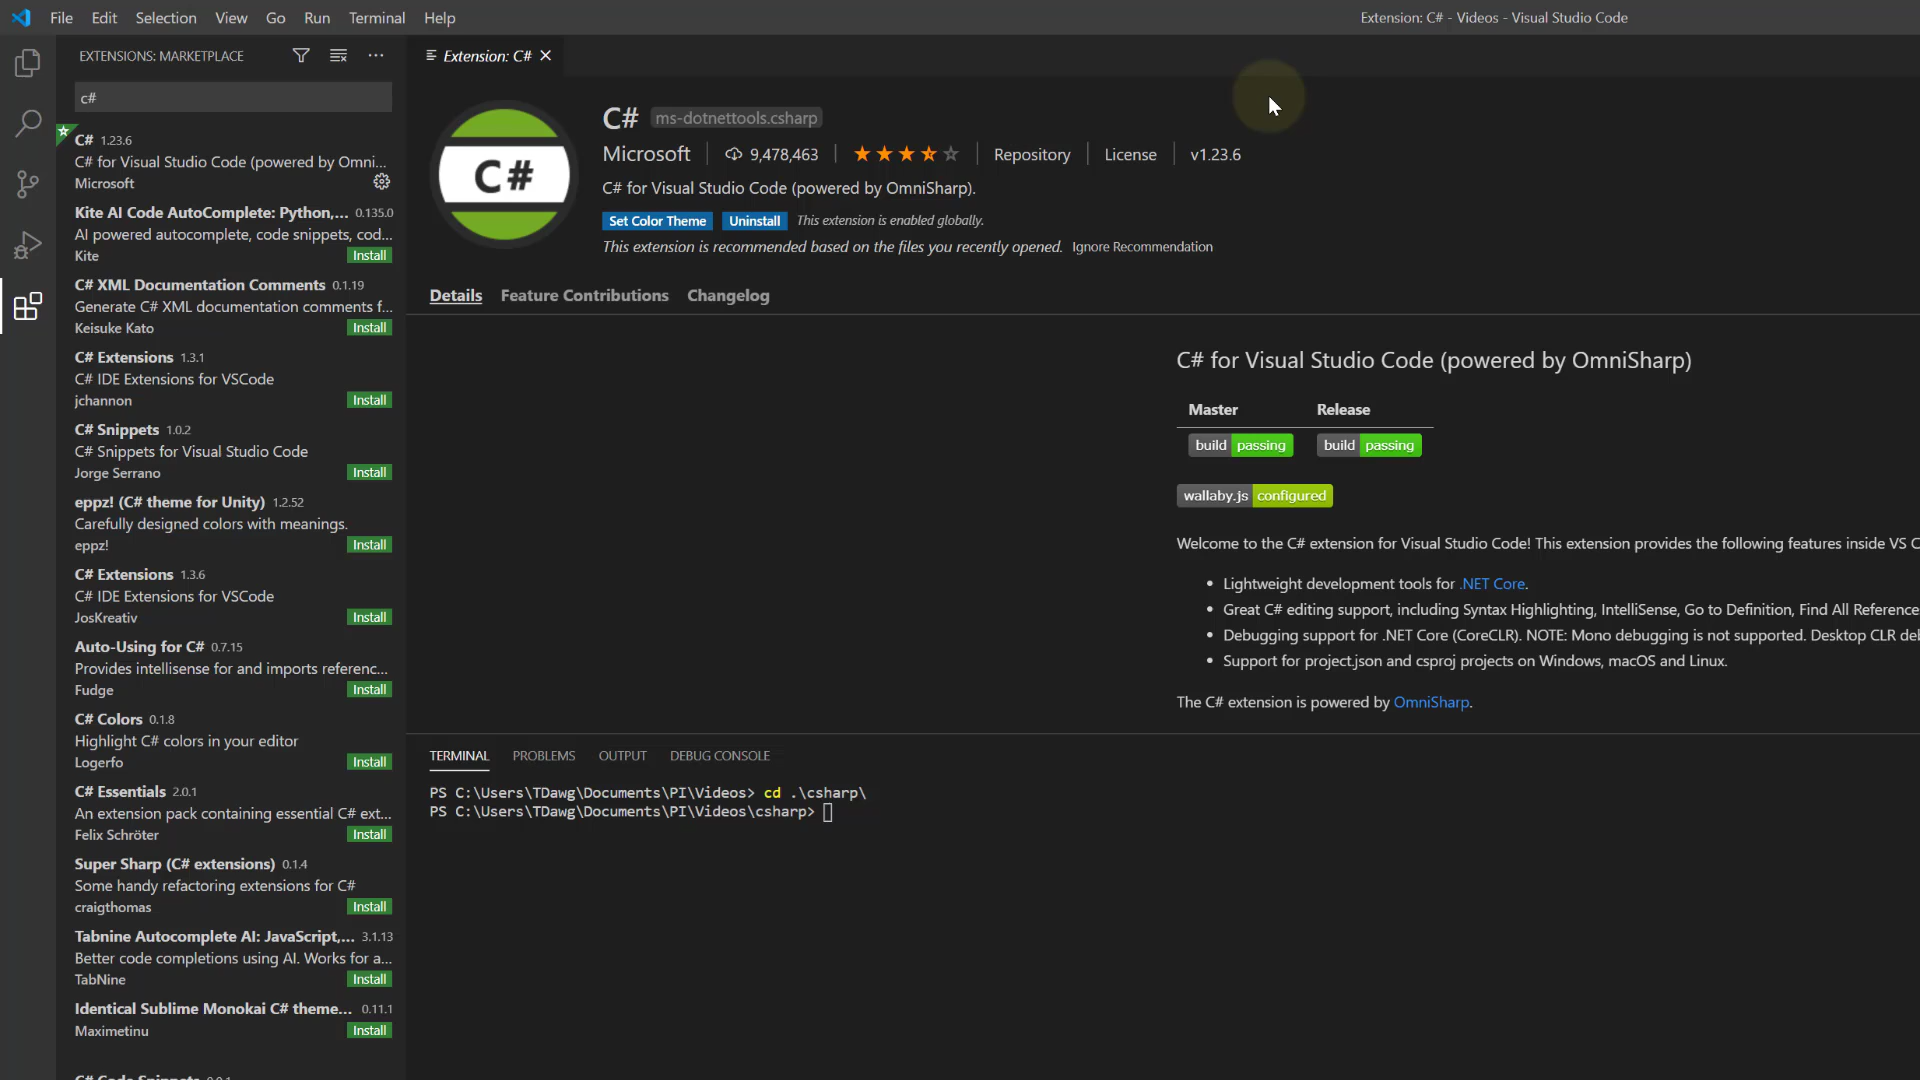 File Edit Selection View Go Run Terminal Help
Extension: C# - Videos - Visual Studio Code
EXTENSIONS: MARKETPLACE
c#
C# 1.23.6
C# for Visual Studio Code (powered by Omni...
Microsoft
Kite AI Code AutoComplete: Python,... 0.135.0
AI powered autocomplete, code snippets, cod...
Kite Install
C# XML Documentation Comments 0.1.19
Generate C# XML documentation comments f...
Keisuke Kato Install
C# Extensions 1.3.1
C# IDE Extensions for VSCode
jchannon Install
C# Snippets 1.0.2
C# Snippets for Visual Studio Code
Jorge Serrano Install
eppz! (C# theme for Unity) 1.2.52
Carefully designed colors with meanings.
eppz! Install
C# Extensions 1.3.6
C# IDE Extensions for VSCode
JosKreativ Install
Auto-Using for C# 0.7.15
Provides intellisense for and imports referenc...
Fudge Install
C# Colors 0.1.8
Highlight C# colors in your editor
Logerfo Install
C# Essentials 2.0.1
An extension pack containing essential C# ext...
Felix Schröter Install
Super Sharp (C# extensions) 0.1.4
Some handy refactoring extensions for C#
craigthomas Install
Tabnine Autocomplete AI: JavaScript,... 3.1.13
Better code completions using AI. Works for a...
TabNine Install
Identical Sublime Monokai C# theme... 0.11.1
Maximetinu Install
C# Code Snippets 0.0.1
Extension: C#
C#
C# ms-dotnettools.csharp
Microsoft 9,478,463 Repository License v1.23.6
C# for Visual Studio Code (powered by OmniSharp).
Set Color Theme Uninstall This extension is enabled globally.
This extension is recommended based on the files you recently opened. Ignore Recommendation
Details Feature Contributions Changelog
C# for Visual Studio Code (powered by OmniSharp)
Master Release
build passing build passing
wallaby.js configured
Welcome to the C# extension for Visual Studio Code! This extension provides the following features inside VS C
• Lightweight development tools for .NET Core.
• Great C# editing support, including Syntax Highlighting, IntelliSense, Go to Definition, Find All Reference
• Debugging support for .NET Core (CoreCLR). NOTE: Mono debugging is not supported. Desktop CLR de
• Support for project.json and csproj projects on Windows, macOS and Linux.
The C# extension is powered by OmniSharp.
TERMINAL PROBLEMS OUTPUT DEBUG CONSOLE
PS C:\Users\TDawg\Documents\PI\Videos> cd .\csharp\
PS C:\Users\TDawg\Documents\PI\Videos\csharp>